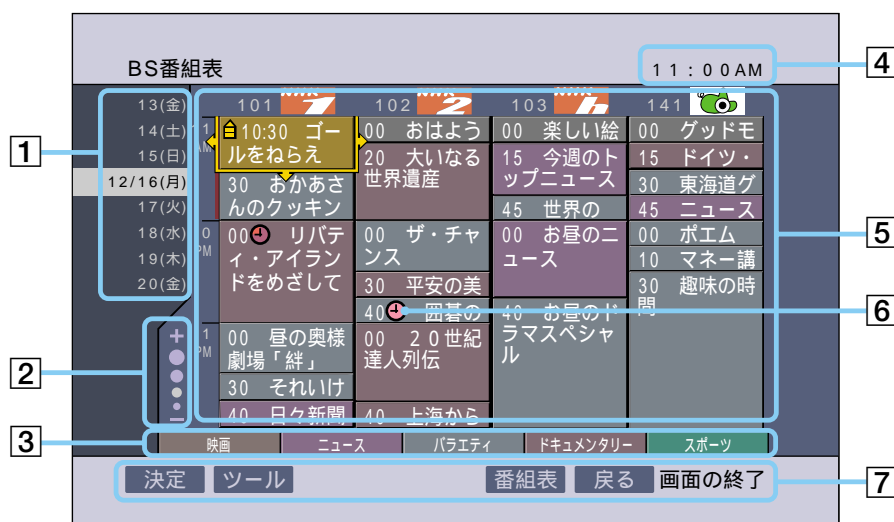 BS番組表
11:00AM
4
13(金)
14(土)
15(日)
12/16(月)
17(火)
18(水)
19(木)
20(金)
1
101
102
103
141
AM
10:30 ゴー
ルをねらえ
30 おかあさ
んのクッキン
00 リバテ
ィ・アイラン
ドをめざして
00 昼の奥様
劇場「絆」
30 それいけ
40 日々新聞
00 おはよう
20 大いなる
世界遺産
00 ザ・チャ
ンス
30 平安の美
40 囲碁の
00 20世紀
達人列伝
40 上海から
00 楽しい絵
15 今週のト
ップニュース
45 世界の
00 お昼のニ
ュース
40 お昼のド
ラマスペシャ
ル
00 グッドモ
15 ドイツ・
30 東海道グ
45 ニュース
00 ポエム
10 マネー講
30 趣味の時
間
0
PM
1
PM
5
6
+
−
2
3
映画
ニュース
バラエティ
ドキュメンタリー
スポーツ
決定
ツール
番組表
戻る
画面の終了
7